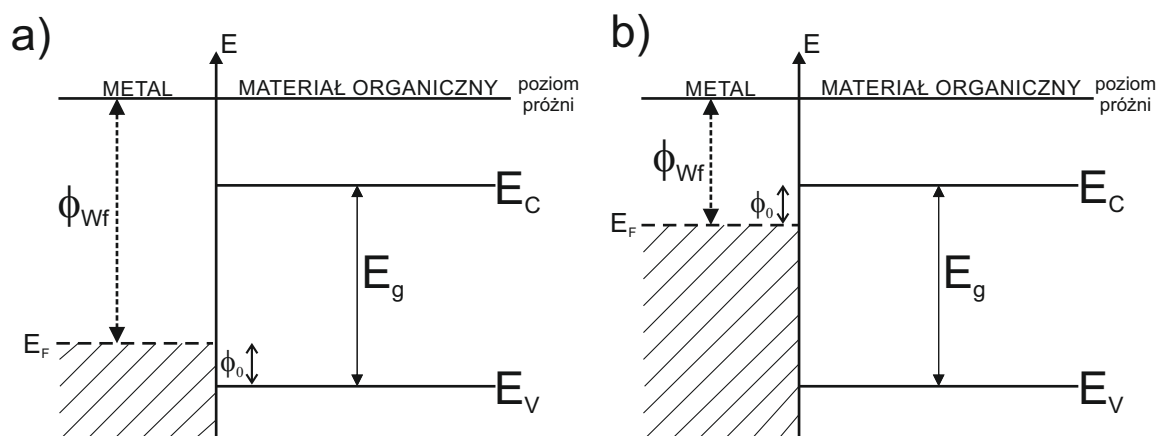 a)
E
METAL
MATERIAŁ ORGANICZNY
poziom
próżni
ϕWf
EC
Eg
EF
ϕ0
EV
b)
E
METAL
MATERIAŁ ORGANICZNY
poziom
próżni
ϕWf
ϕ0
EC
EF
Eg
EV